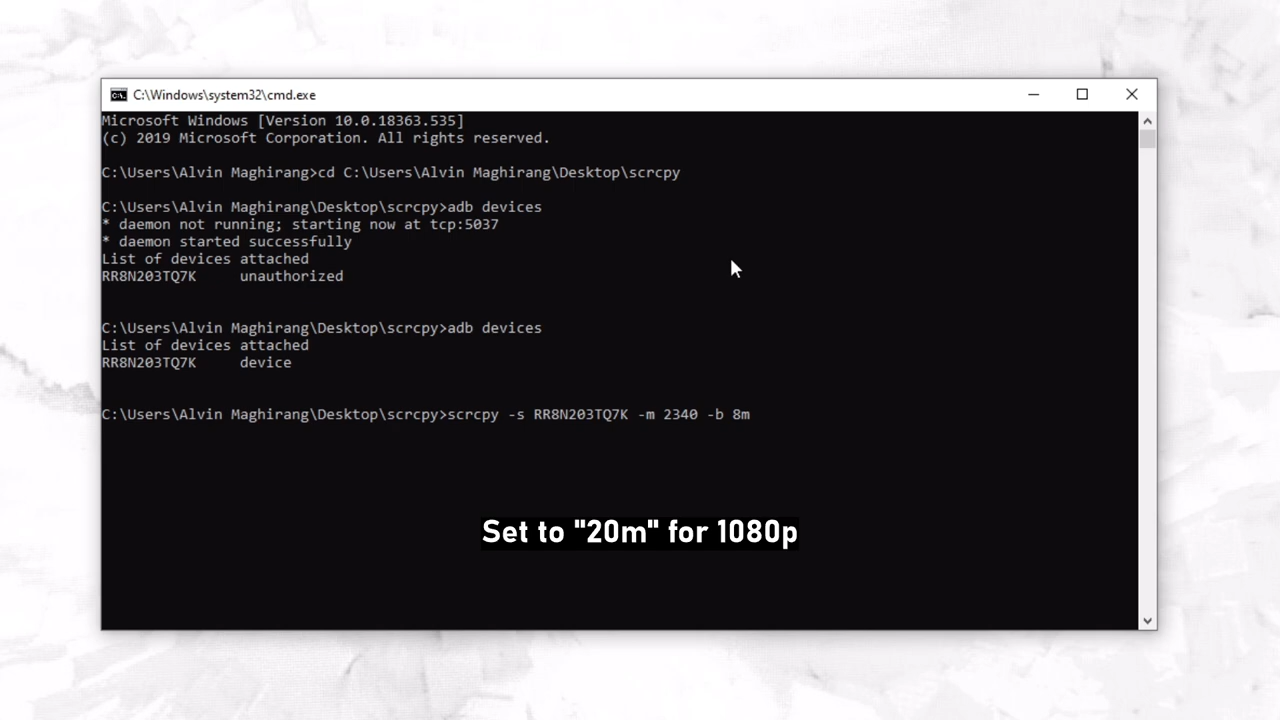 C:\Windows\system32\cmd.exe
Microsoft Windows [Version 10.0.18363.535]
(c) 2019 Microsoft Corporation. All rights reserved.
C:\Users\Alvin Maghirang>cd C:\Users\Alvin Maghirang\Desktop\scrcpy
C:\Users\Alvin Maghirang\Desktop\scrcpy>adb devices
* daemon not running; starting now at tcp:5037
* daemon started successfully
List of devices attached
RR8N203TQ7K     unauthorized
C:\Users\Alvin Maghirang\Desktop\scrcpy>adb devices
List of devices attached
RR8N203TQ7K     device
C:\Users\Alvin Maghirang\Desktop\scrcpy>scrcpy -s RR8N203TQ7K -m 2340 -b 8m
Set to "20m" for 1080p